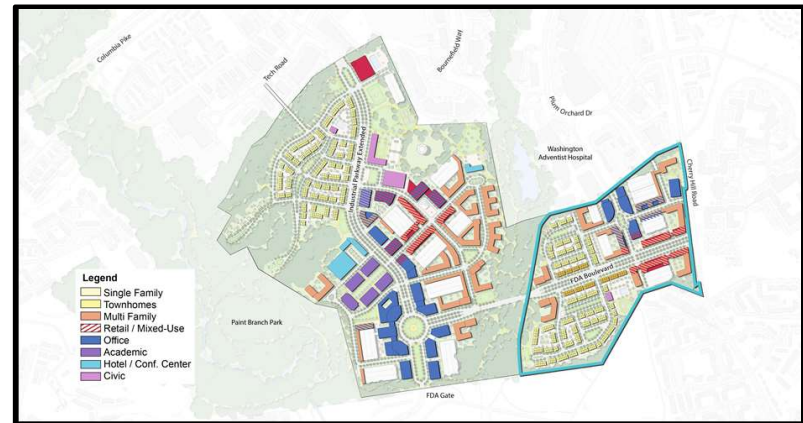 Columbia Pike
Tech Road
Bournefield Way
Plum Orchard Dr
Washington
Adventist Hospital
Cherry Hill Road
Industrial Parkway Extended
FDA Boulevard
Legend
Single Family
Townhomes
Multi Family
Retail / Mixed-Use
Office
Academic
Hotel / Conf. Center
Civic
Paint Branch Park
FDA Gate